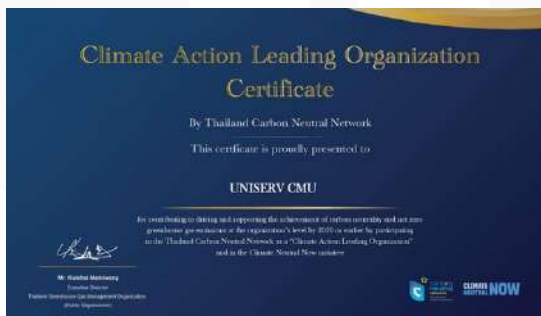 Climate Action Leading Organization
Certificate
By Thailand Carbon Neutral Network
This certificate is proudly presented to
UNISERV CMU
for contributing to driving and supporting the achievement of carbon neutrality and net zero
greenhouse gas emissions at the organization's level by 2050 or earlier by participating
in the Thailand Carbon Neutral Network as a "Climate Action Leading Organization"
and in the Climate Neutral Now initiative
Mr. Kiatchai Maitriwong
Executive Director
Thailand Greenhouse Gas Management Organization
(Public Organization)
CLIMATE
NEUTRAL NOW